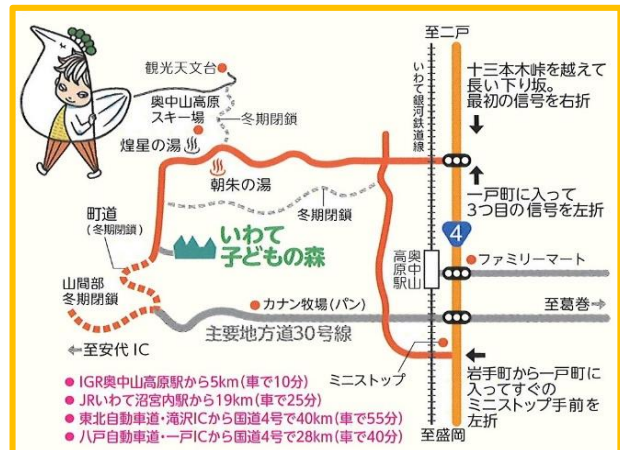 至二戸
観光天文台
奥中山高原
スキー場
冬期閉鎖
煌星の湯
朝朱の湯
いわて銀河鉄道線
十三本木峠を越えて
長い下り坂。
最初の信号を右折
一戸町に入って
3つ目の信号を左折
冬期閉鎖
町道
(冬期閉鎖)
いわて
子どもの森
4
奥中山
高原駅
ファミリーマート
山間部
冬期閉鎖
カナン牧場(パン)
至葛巻
主要地方道30号線
←至安代 IC
ミニストップ
岩手町から一戸町に
入ってすぐの
ミニストップ手前を
左折
至盛岡
● IGR奥中山高原駅から5km(車で10分)
● JRいわて沼宮内駅から19km(車で25分)
● 東北自動車道・滝沢ICから国道4号で40km(車で55分)
● 八戸自動車道・一戸ICから国道4号で28km(車で40分)